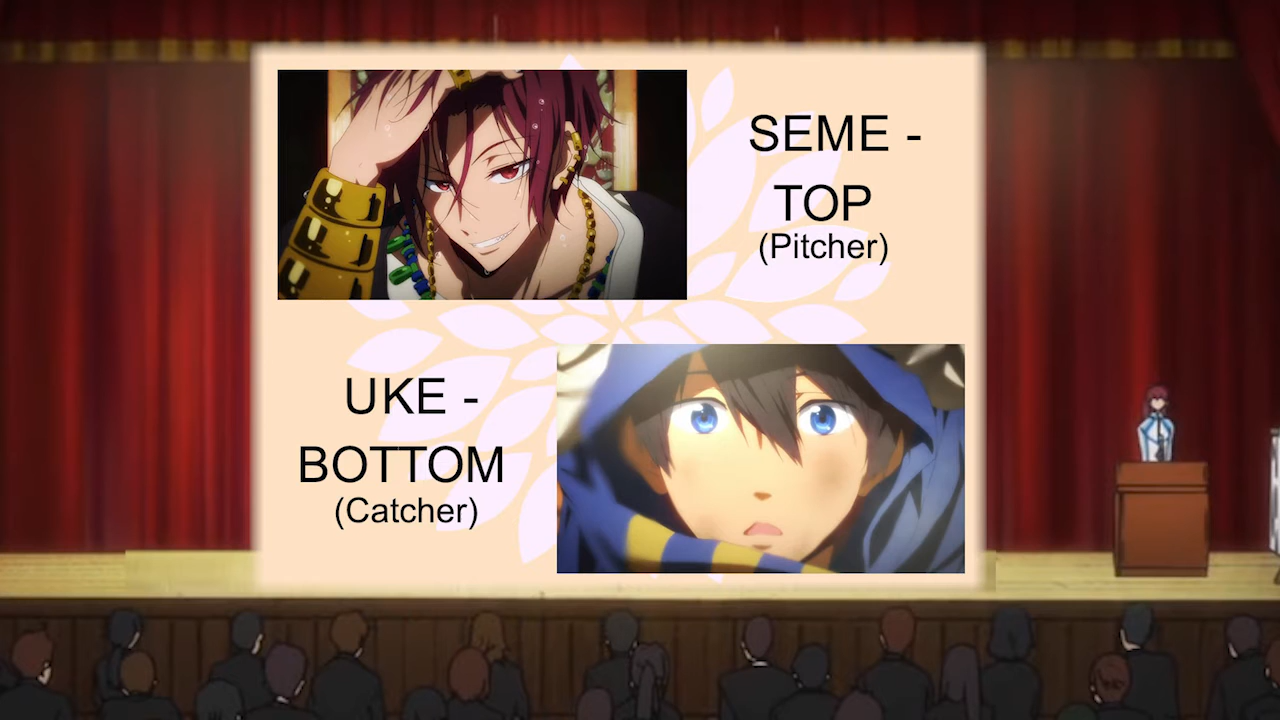 SEME -
TOP
(Pitcher)
UKE -
BOTTOM
(Catcher)